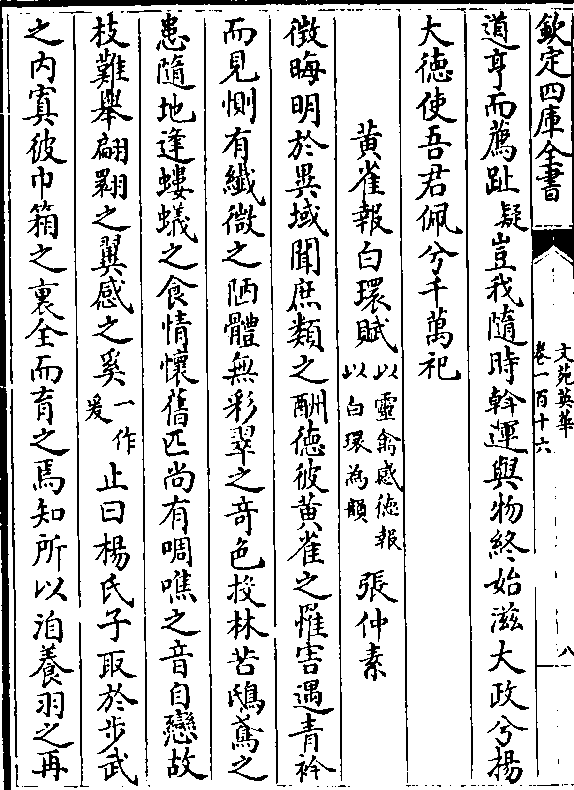 欽定四庫全書
文苑英華
卷一百十六
八
道亨而薦趾疑豈我隨時斡運與物終始滋大政兮揚
大德使吾君佩兮千萬祀
黄雀報白環賦以靈禽感德報以白環為韻張仲素
徴晦明於異域聞庶類之酬德彼黄雀之罹害遇青衿
而見惻有纎微之陋體無彩翠之竒色投林苦鴟鳶之
患隨地逢螻蟻之食情懷舊匹尚有啁噍之音自戀故
枝難舉翩翾之翼感之奚一作爰止曰楊氏子取於步武
之内寘彼巾箱之裏全而育之焉知所以洎養羽之再